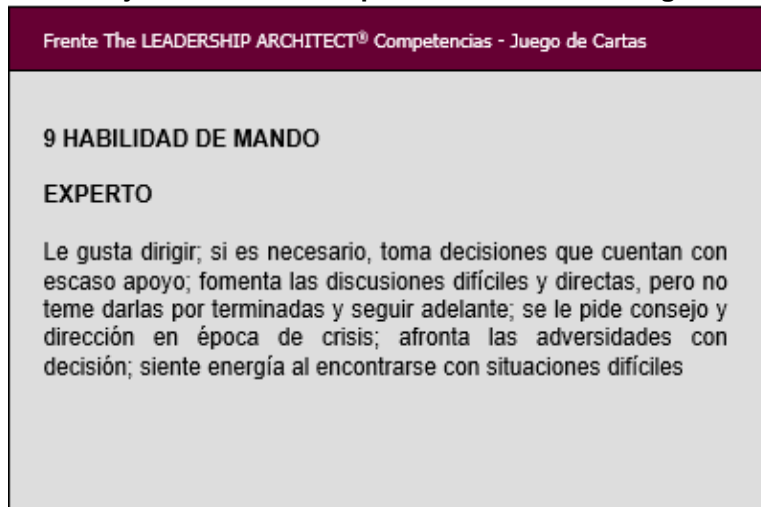 Frente The LEADERSHIP ARCHITECT® Competencias - Juego de Cartas
9 HABILIDAD DE MANDO
EXPERTO
Le gusta dirigir; si es necesario, toma decisiones que cuentan con
escaso apoyo; fomenta las discusiones difíciles y directas, pero no
teme darlas por terminadas y seguir adelante; se le pide consejo y
dirección en época de crisis; afronta las adversidades con
decisión; siente energía al encontrarse con situaciones difíciles